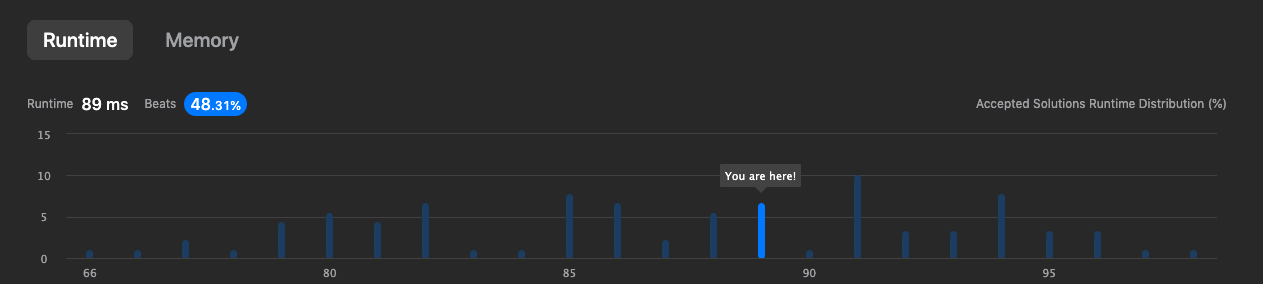 Runtime Memory
Runtime 89 ms Beats 48.31% Accepted Solutions Runtime Distribution (%)
15
10
You are here!
5
0
66 80 85 90 95